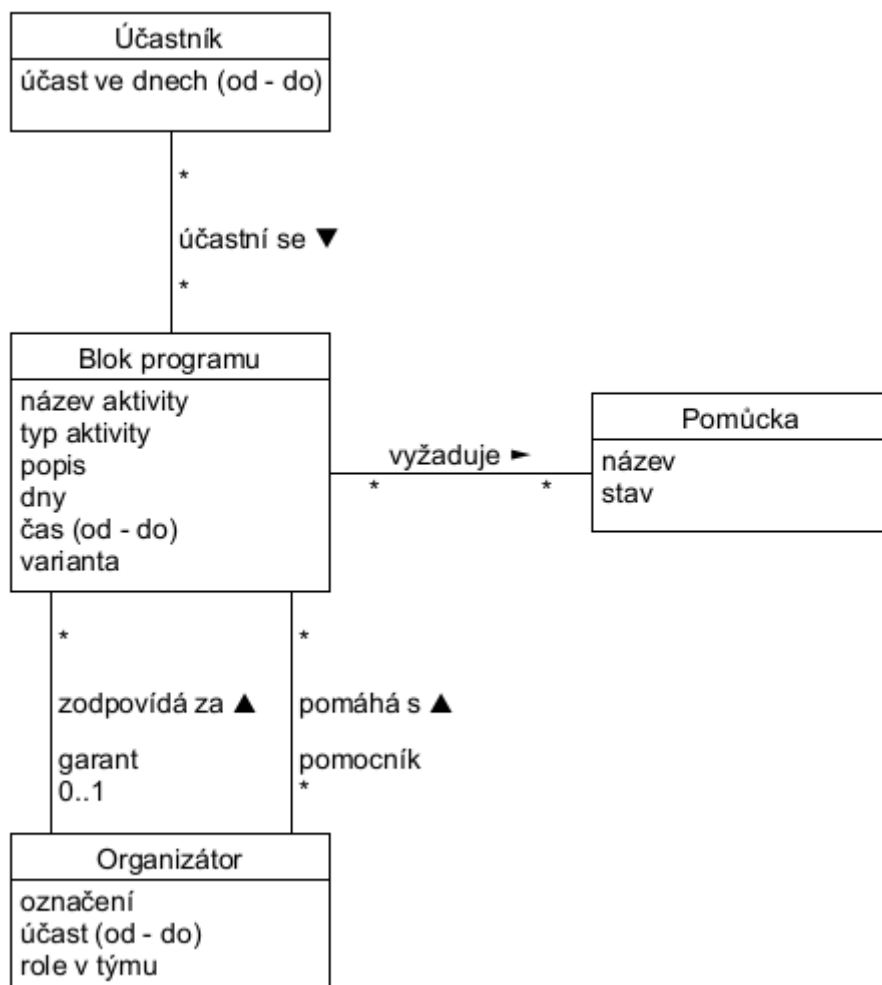 Účastník
účast ve dnech (od - do)
*
účastní se ▼
*
Blok programu
název aktivity
typ aktivity
popis
dny
čas (od - do)
varianta
vyžaduje ►
* *
Pomůcka
název
stav
*
zodpovídá za ▲
garant
0..1
*
pomáhá s ▲
pomocník
*
Organizátor
označení
účast (od - do)
role v týmu